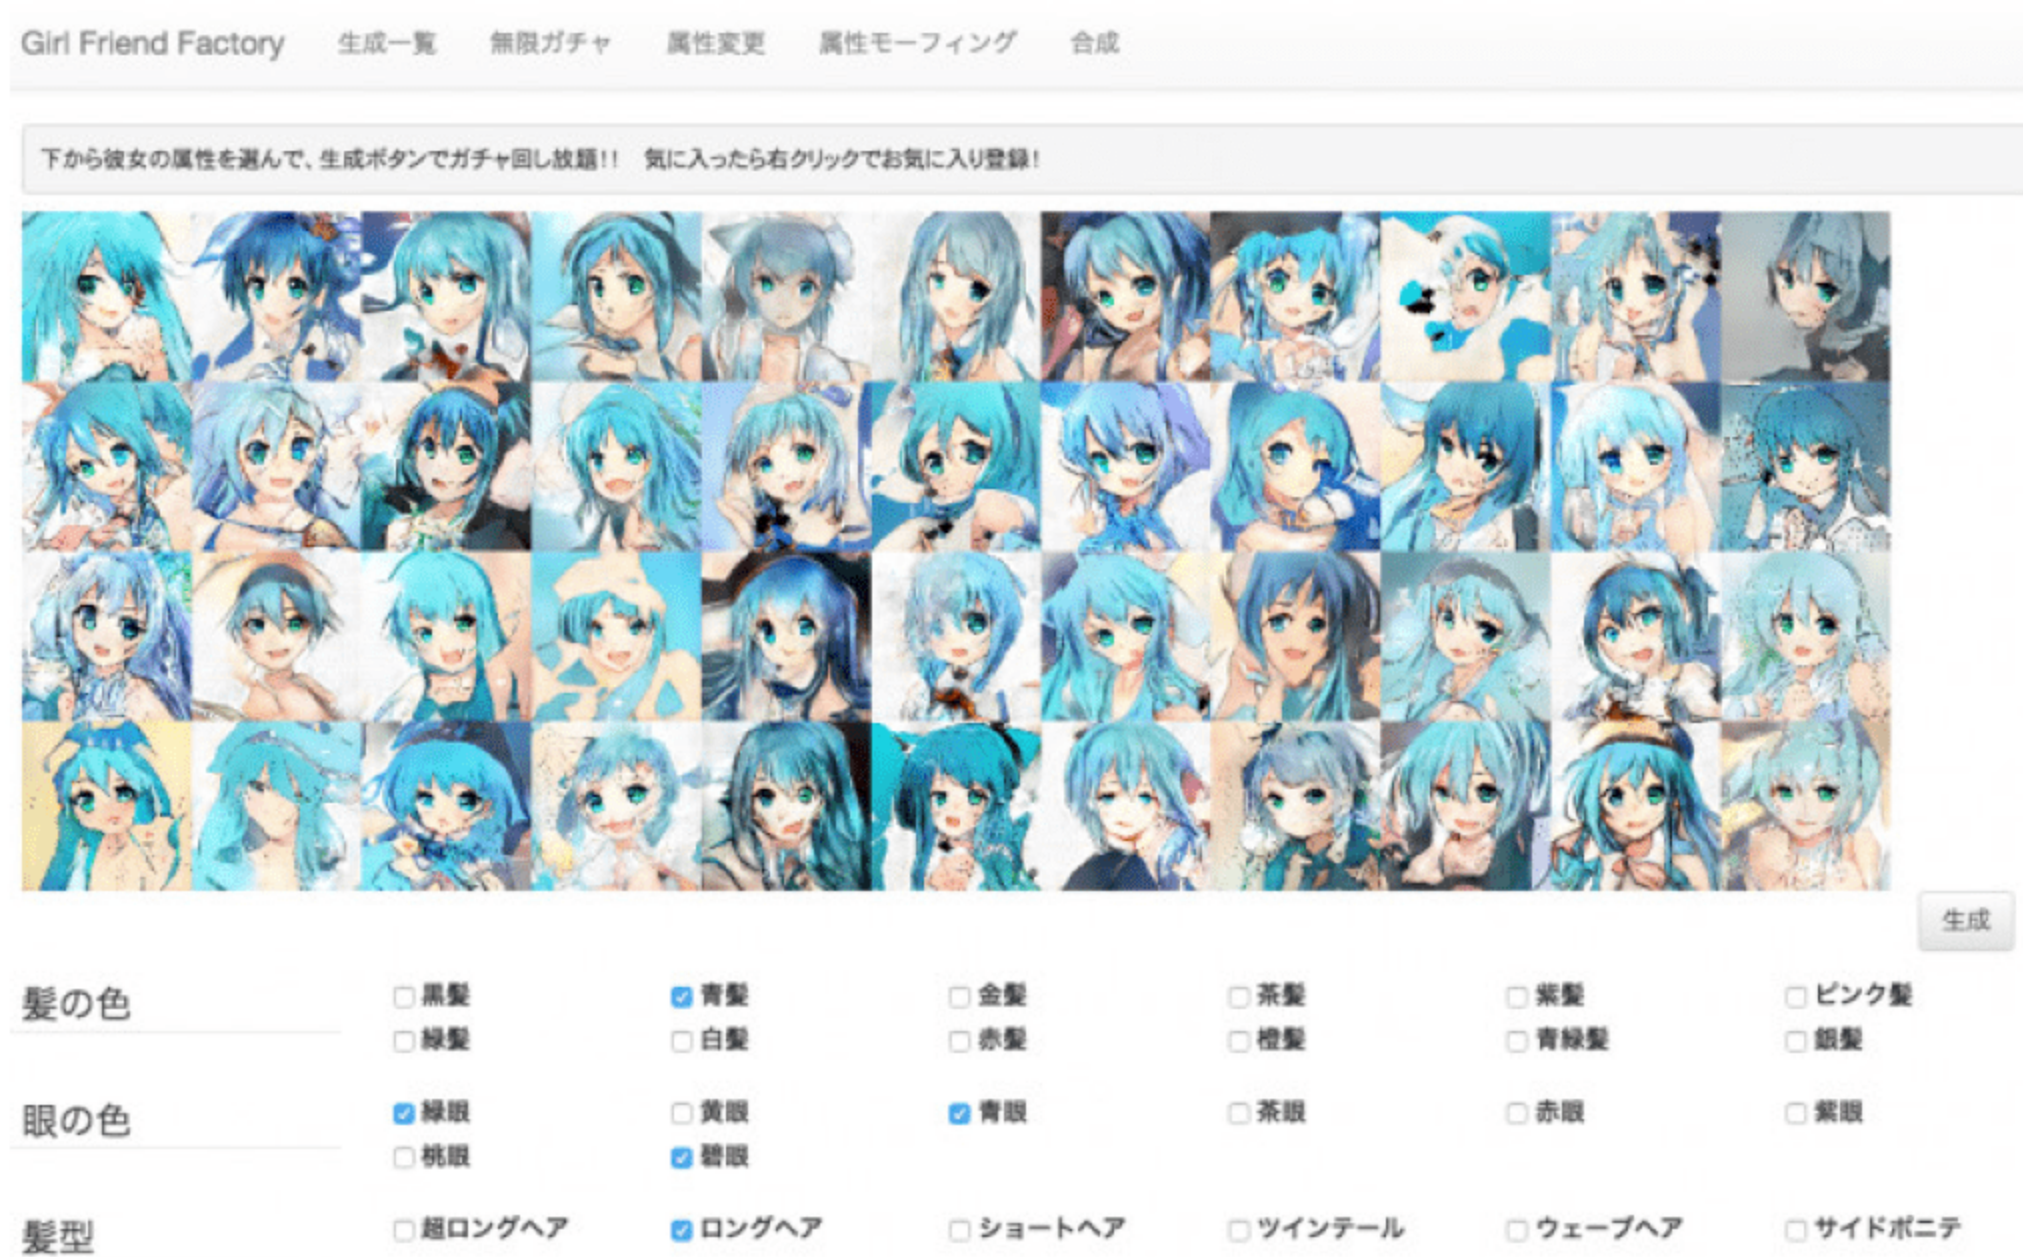 Girl Friend Factory 生成一覧 無限ガチャ 属性変更 属性モーフィング 合成
下から彼女の属性を選んで、生成ボタンでガチャ回し放題!! 気に入ったら右クリックでお気に入り登録!
生成
髪の色 黒髪 青髪 金髪 茶髪 紫髪 ピンク髪
緑髪 白髪 赤髪 橙髪 青緑髪 銀髪
眼の色 緑眼 黄眼 青眼 茶眼 赤眼 紫眼
桃眼 碧眼
髪型 超ロングヘア ロングヘア ショートヘア ツインテール ウェーブヘア サイドポニテ